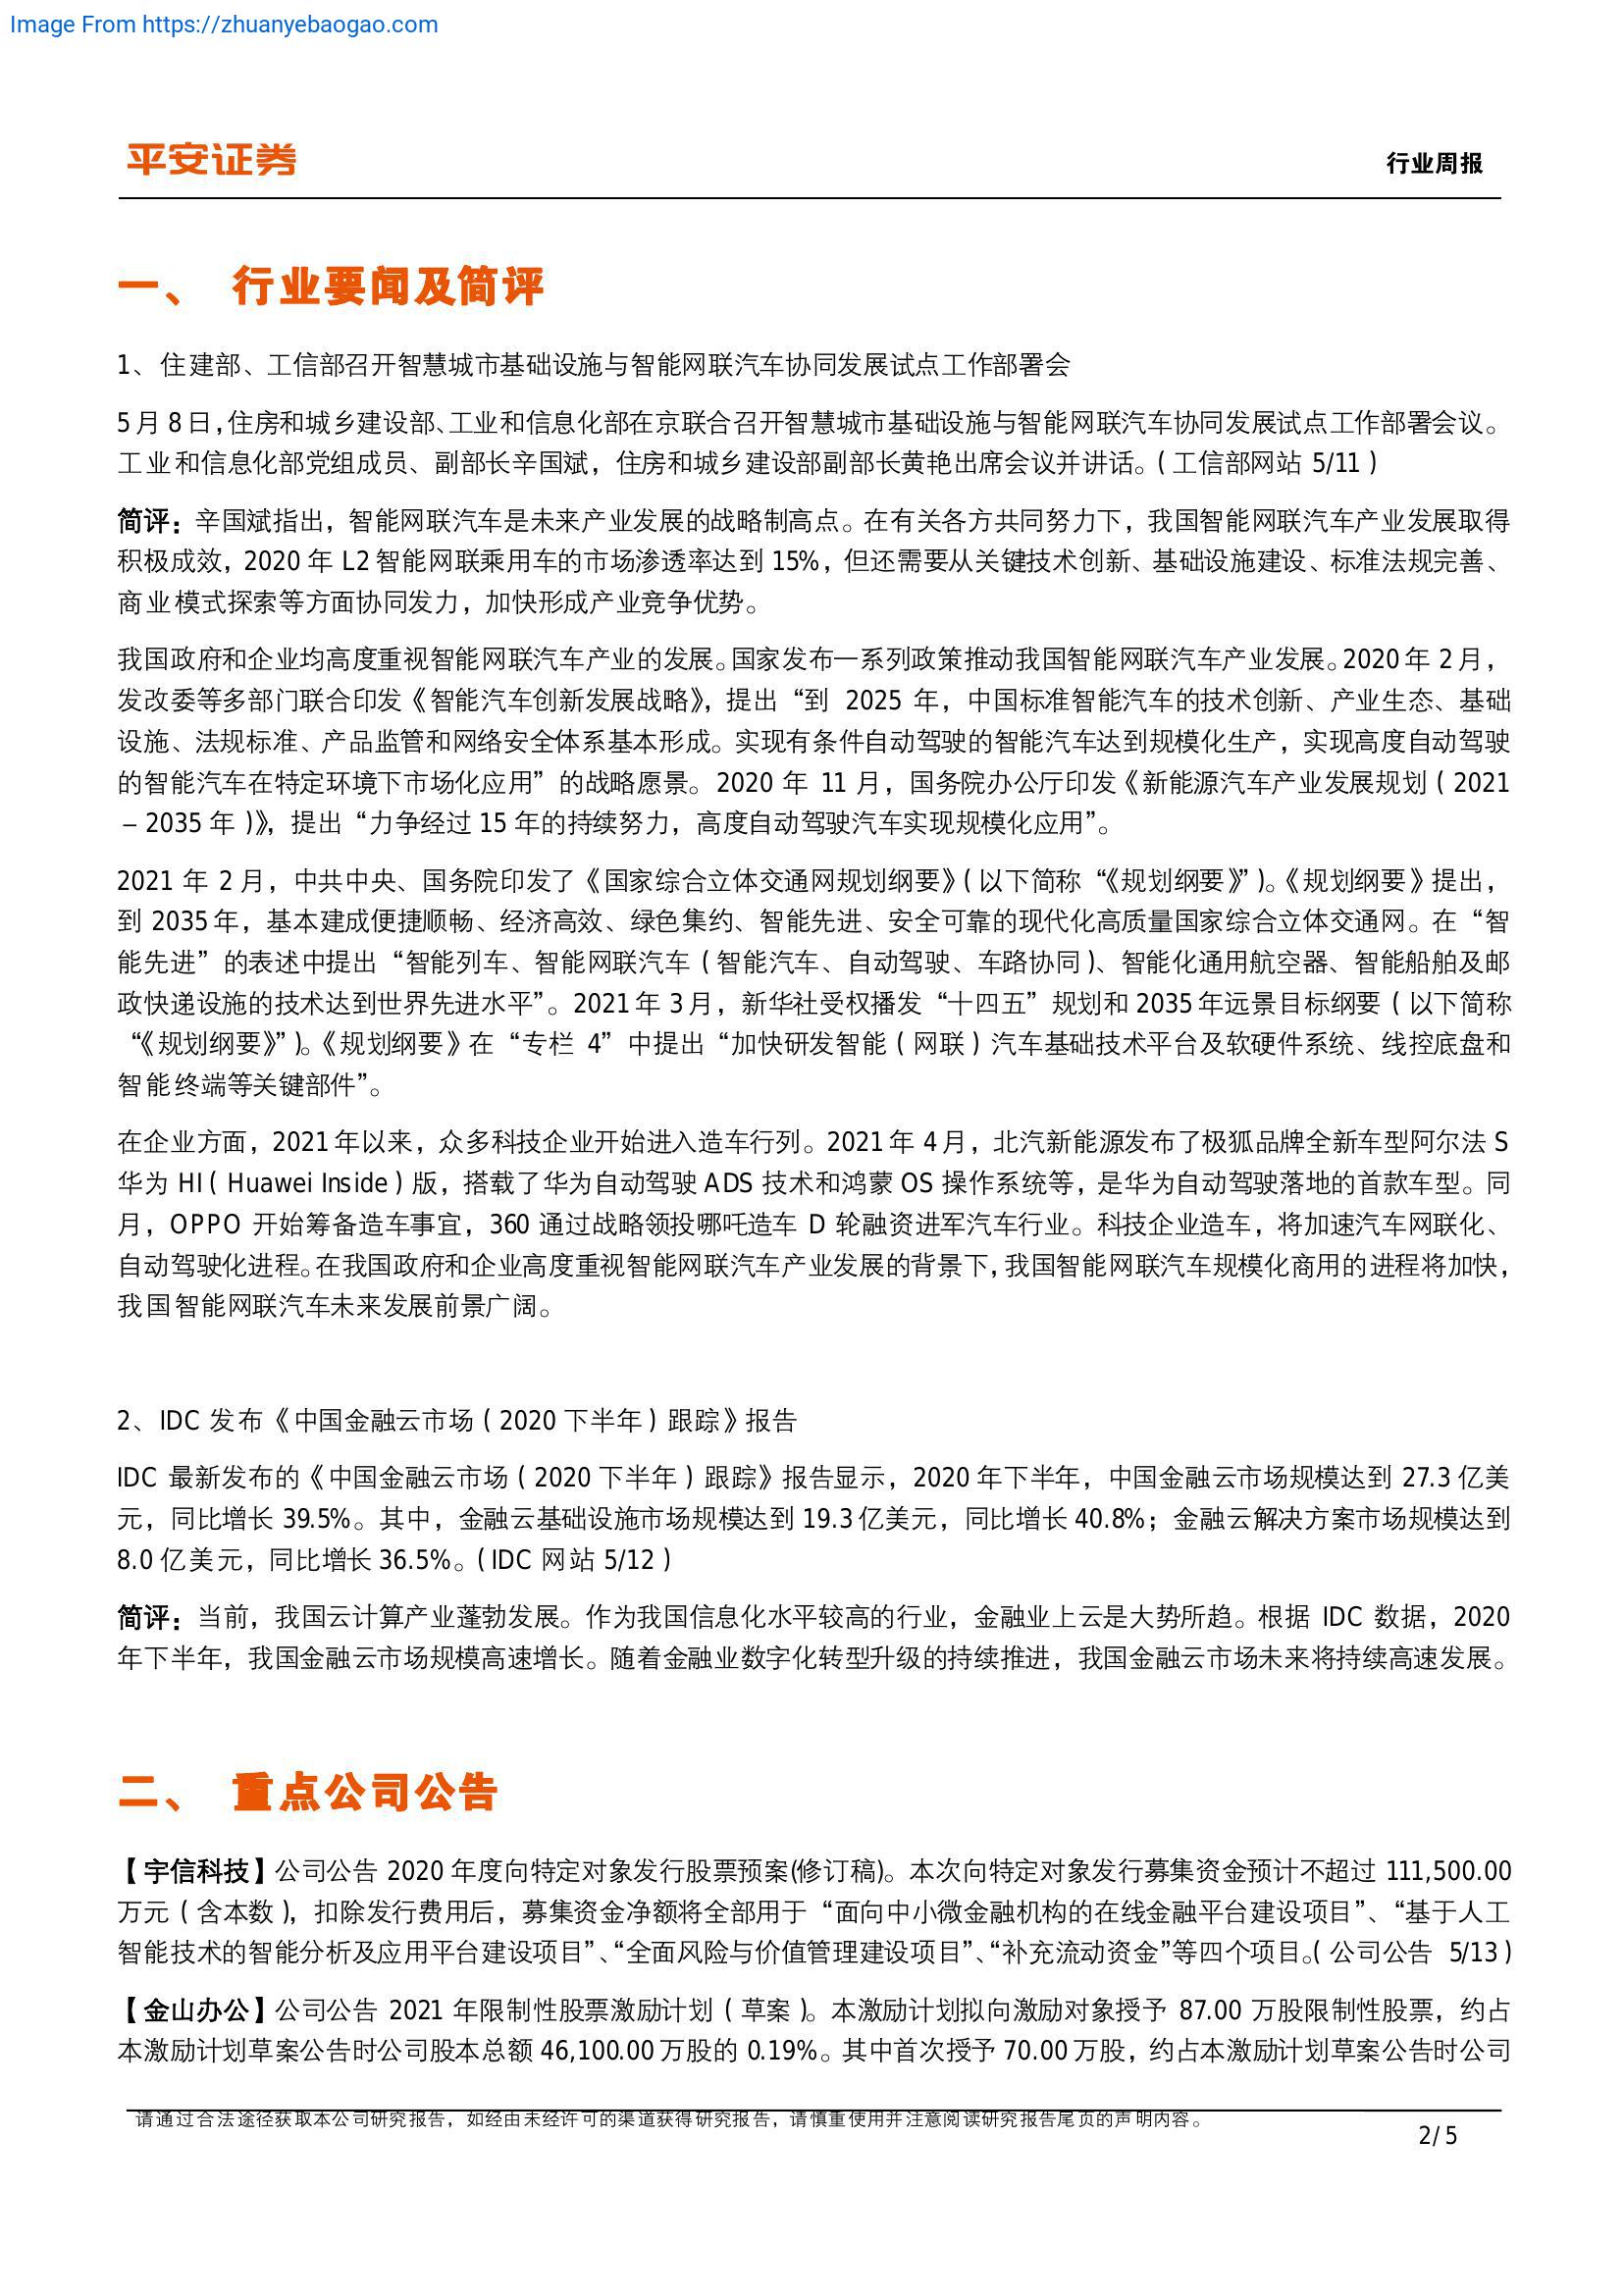 Image From https://zhuanyebaogao.com
平安证券
行业周报
一、 行业要闻及简评
1、住建部、工信部召开智慧城市基础设施与智能网联汽车协同发展试点工作部署会
5月8日，住房和城乡建设部、工业和信息化部在京联合召开智慧城市基础设施与智能网联汽车协同发展试点工作部署会议。
工业和信息化部党组成员、副部长辛国斌，住房和城乡建设部副部长黄艳出席会议并讲话。（工信部网站 5/11）
简评：辛国斌指出，智能网联汽车是未来产业发展的战略制高点。在有关各方共同努力下，我国智能网联汽车产业发展取得
积极成效，2020 年 L2 智能网联乘用车的市场渗透率达到 15%，但还需要从关键技术创新、基础设施建设、标准法规完善、
商业模式探索等方面协同发力，加快形成产业竞争优势。
我国政府和企业均高度重视智能网联汽车产业的发展。国家发布一系列政策推动我国智能网联汽车产业发展。2020 年 2 月，
发改委等多部门联合印发《智能汽车创新发展战略》，提出“到 2025 年，中国标准智能汽车的技术创新、产业生态、基础
设施、法规标准、产品监管和网络安全体系基本形成。实现有条件自动驾驶的智能汽车达到规模化生产，实现高度自动驾驶
的智能汽车在特定环境下市场化应用”的战略愿景。2020 年 11 月，国务院办公厅印发《新能源汽车产业发展规划（2021
－2035 年）》，提出“力争经过 15 年的持续努力，高度自动驾驶汽车实现规模化应用”。
2021 年 2 月，中共中央、国务院印发了《国家综合立体交通网规划纲要》（以下简称“《规划纲要》”）。《规划纲要》提出，
到 2035 年，基本建成便捷顺畅、经济高效、绿色集约、智能先进、安全可靠的现代化高质量国家综合立体交通网。在“智
能先进”的表述中提出“智能列车、智能网联汽车（智能汽车、自动驾驶、车路协同）、智能化通用航空器、智能船舶及邮
政快递设施的技术达到世界先进水平”。2021 年 3 月，新华社受权播发“十四五”规划和 2035 年远景目标纲要（以下简称
“《规划纲要》”）。《规划纲要》在“专栏 4”中提出“加快研发智能（网联）汽车基础技术平台及软硬件系统、线控底盘和
智能终端等关键部件”。
在企业方面，2021 年以来，众多科技企业开始进入造车行列。2021 年 4 月，北汽新能源发布了极狐品牌全新车型阿尔法 S
华为 HI（Huawei Inside）版，搭载了华为自动驾驶 ADS 技术和鸿蒙 OS 操作系统等，是华为自动驾驶落地的首款车型。同
月，OPPO 开始筹备造车事宜，360 通过战略领投哪吒造车 D 轮融资进军汽车行业。科技企业造车，将加速汽车网联化、
自动驾驶化进程。在我国政府和企业高度重视智能网联汽车产业发展的背景下，我国智能网联汽车规模化商用的进程将加快，
我国智能网联汽车未来发展前景广阔。
2、IDC 发布《中国金融云市场（2020 下半年）跟踪》报告
IDC 最新发布的《中国金融云市场（2020 下半年）跟踪》报告显示，2020 年下半年，中国金融云市场规模达到 27.3 亿美
元，同比增长 39.5%。其中，金融云基础设施市场规模达到 19.3 亿美元，同比增长 40.8%；金融云解决方案市场规模达到
8.0 亿美元，同比增长 36.5%。（IDC 网站 5/12）
简评：当前，我国云计算产业蓬勃发展。作为我国信息化水平较高的行业，金融业上云是大势所趋。根据 IDC 数据，2020
年下半年，我国金融云市场规模高速增长。随着金融业数字化转型升级的持续推进，我国金融云市场未来将持续高速发展。
二、 重点公司公告
【宇信科技】公司公告 2020 年度向特定对象发行股票预案(修订稿)。本次向特定对象发行募集资金预计不超过 111,500.00
万元（含本数），扣除发行费用后，募集资金净额将全部用于“面向中小微金融机构的在线金融平台建设项目”、“基于人工
智能技术的智能分析及应用平台建设项目”、“全面风险与价值管理建设项目”、“补充流动资金”等四个项目。（公司公告 5/13）
【金山办公】公司公告 2021 年限制性股票激励计划（草案）。本激励计划拟向激励对象授予 87.00 万股限制性股票，约占
本激励计划草案公告时公司股本总额 46,100.00 万股的 0.19%。其中首次授予 70.00 万股，约占本激励计划草案公告时公司
请通过合法途径获取本公司研究报告，如经由未经许可的渠道获得研究报告，请慎重使用并注意阅读研究报告尾页的声明内容。
2/ 5